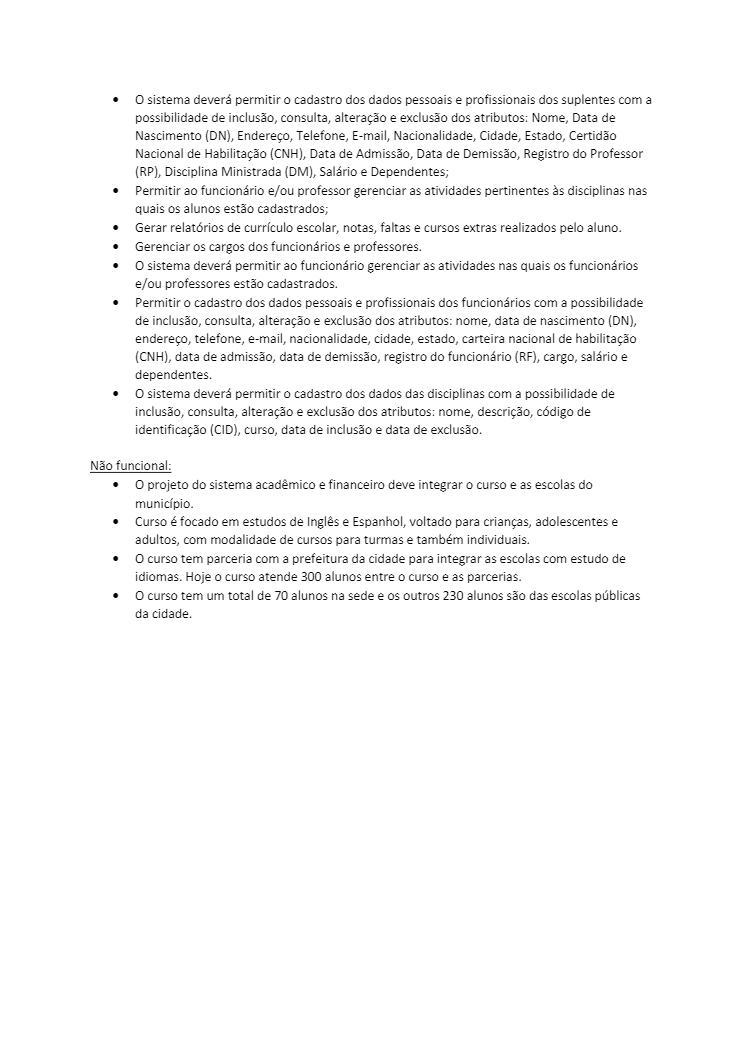 • O sistema deverá permitir o cadastro dos dados pessoais e profissionais dos suplentes com a
possibilidade de inclusão, consulta, alteração e exclusão dos atributos: Nome, Data de
Nascimento (DN), Endereço, Telefone, E-mail, Nacionalidade, Cidade, Estado, Certidão
Nacional de Habilitação (CNH), Data de Admissão, Data de Demissão, Registro do Professor
(RP), Disciplina Ministrada (DM), Salário e Dependentes;
• Permitir ao funcionário e/ou professor gerenciar as atividades pertinentes às disciplinas nas
quais os alunos estão cadastrados;
• Gerar relatórios de currículo escolar, notas, faltas e cursos extras realizados pelo aluno.
• Gerenciar os cargos dos funcionários e professores.
• O sistema deverá permitir ao funcionário gerenciar as atividades nas quais os funcionários
e/ou professores estão cadastrados.
• Permitir o cadastro dos dados pessoais e profissionais dos funcionários com a possibilidade
de inclusão, consulta, alteração e exclusão dos atributos: nome, data de nascimento (DN),
endereço, telefone, e-mail, nacionalidade, cidade, estado, carteira nacional de habilitação
(CNH), data de admissão, data de demissão, registro do funcionário (RF), cargo, salário e
dependentes.
• O sistema deverá permitir o cadastro dos dados das disciplinas com a possibilidade de
inclusão, consulta, alteração e exclusão dos atributos: nome, descrição, código de
identificação (CID), curso, data de inclusão e data de exclusão.
Não funcional:
• O projeto do sistema acadêmico e financeiro deve integrar o curso e as escolas do
município.
• Curso é focado em estudos de Inglês e Espanhol, voltado para crianças, adolescentes e
adultos, com modalidade de cursos para turmas e também individuais.
• O curso tem parceria com a prefeitura da cidade para integrar as escolas com estudo de
idiomas. Hoje o curso atende 300 alunos entre o curso e as parcerias.
• O curso tem um total de 70 alunos na sede e os outros 230 alunos são das escolas públicas
da cidade.